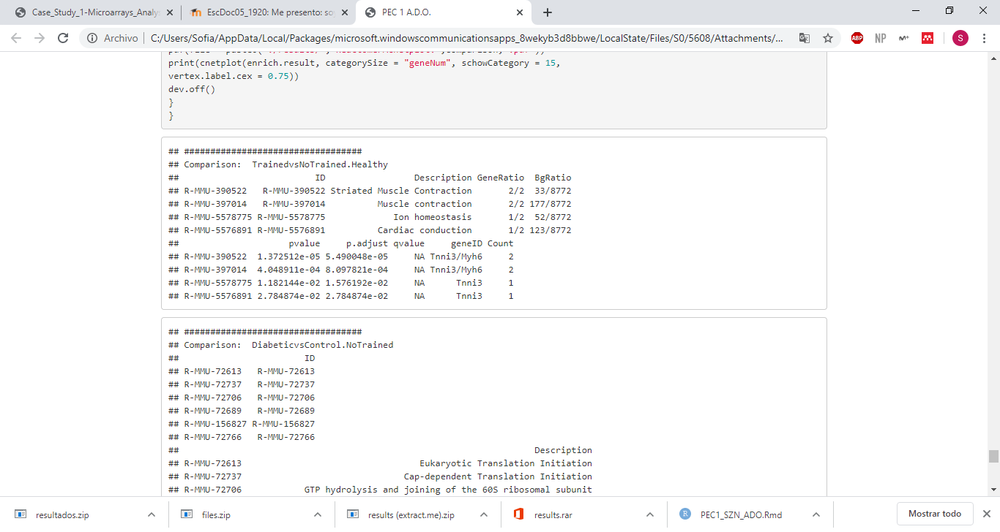 Case_Study_1-Microarrays_Analys
EscDoc05_1920: Me presento: soy
PEC 1 A.D.O.
Archivo
C:/Users/Sofia/AppData/Local/Packages/microsoft.windowscommunicationsapps_8wekyb3d8bbwe/LocalState/Files/S0/5608/Attachments/...
ABP
NP
S
print(cnetplot(enrich.result, categorySize = "geneNum", schowCategory = 15,
vertex.label.cex = 0.75))
dev.off()
}
}
## ##################################
## Comparison:  TrainedvsNoTrained.Healthy
##                          ID                 Description GeneRatio  BgRatio
## R-MMU-390522   R-MMU-390522 Striated Muscle Contraction       2/2  33/8772
## R-MMU-397014   R-MMU-397014          Muscle contraction       2/2 177/8772
## R-MMU-5578775 R-MMU-5578775             Ion homeostasis       1/2  52/8772
## R-MMU-5576891 R-MMU-5576891          Cardiac conduction       1/2 123/8772
##                     pvalue     p.adjust qvalue     geneID Count
## R-MMU-390522  1.372512e-05 5.490048e-05     NA Tnni3/Myh6     2
## R-MMU-397014  4.048911e-04 8.097821e-04     NA Tnni3/Myh6     2
## R-MMU-5578775 1.182144e-02 1.576192e-02     NA      Tnni3     1
## R-MMU-5576891 2.784874e-02 2.784874e-02     NA      Tnni3     1
## ##################################
## Comparison:  DiabeticvsControl.NoTrained
##                        ID
## R-MMU-72613   R-MMU-72613
## R-MMU-72737   R-MMU-72737
## R-MMU-72706   R-MMU-72706
## R-MMU-72689   R-MMU-72689
## R-MMU-156827 R-MMU-156827
## R-MMU-72766   R-MMU-72766
##                                                                    Description
## R-MMU-72613                                  Eukaryotic Translation Initiation
## R-MMU-72737                               Cap-dependent Translation Initiation
## R-MMU-72706            GTP hydrolysis and joining of the 60S ribosomal subunit
resultados.zip
files.zip
results (extract.me).zip
results.rar
R
PEC1_SZN_ADO.Rmd
Mostrar todo